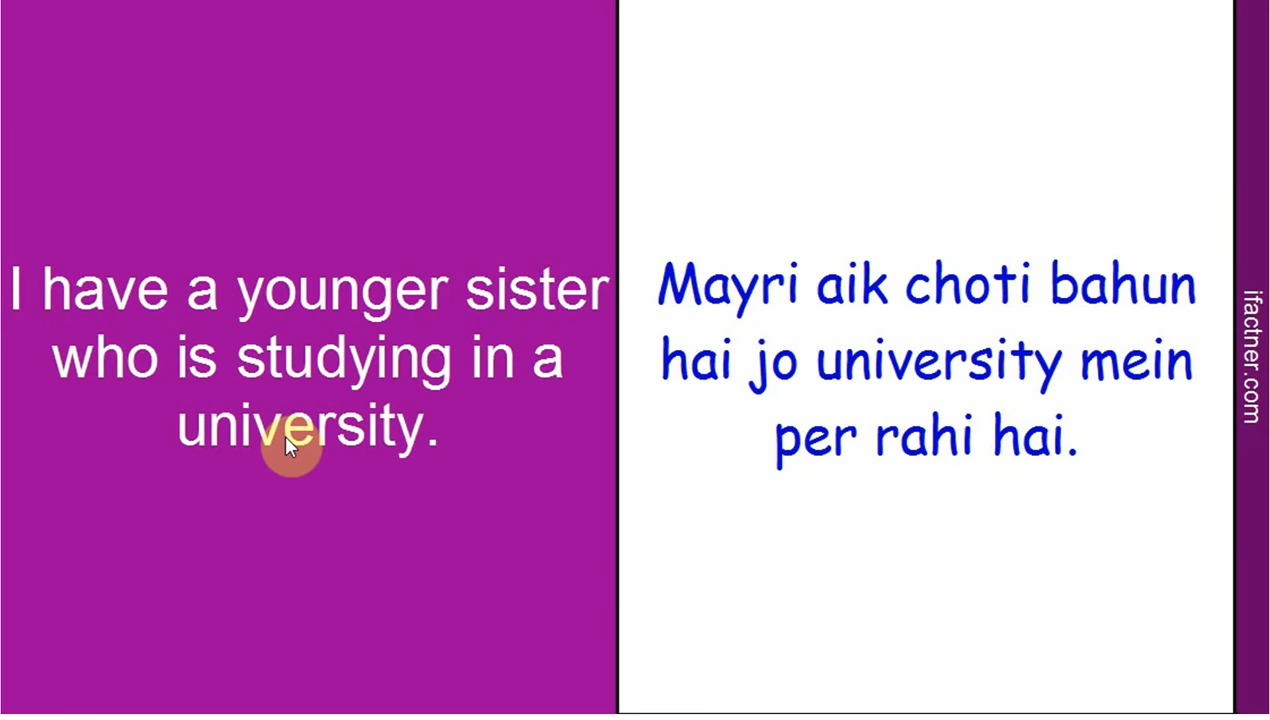 I have a younger sister
who is studying in a
university.
Mayri aik choti bahun
hai jo university mein
per rahi hai.
ifactner.com